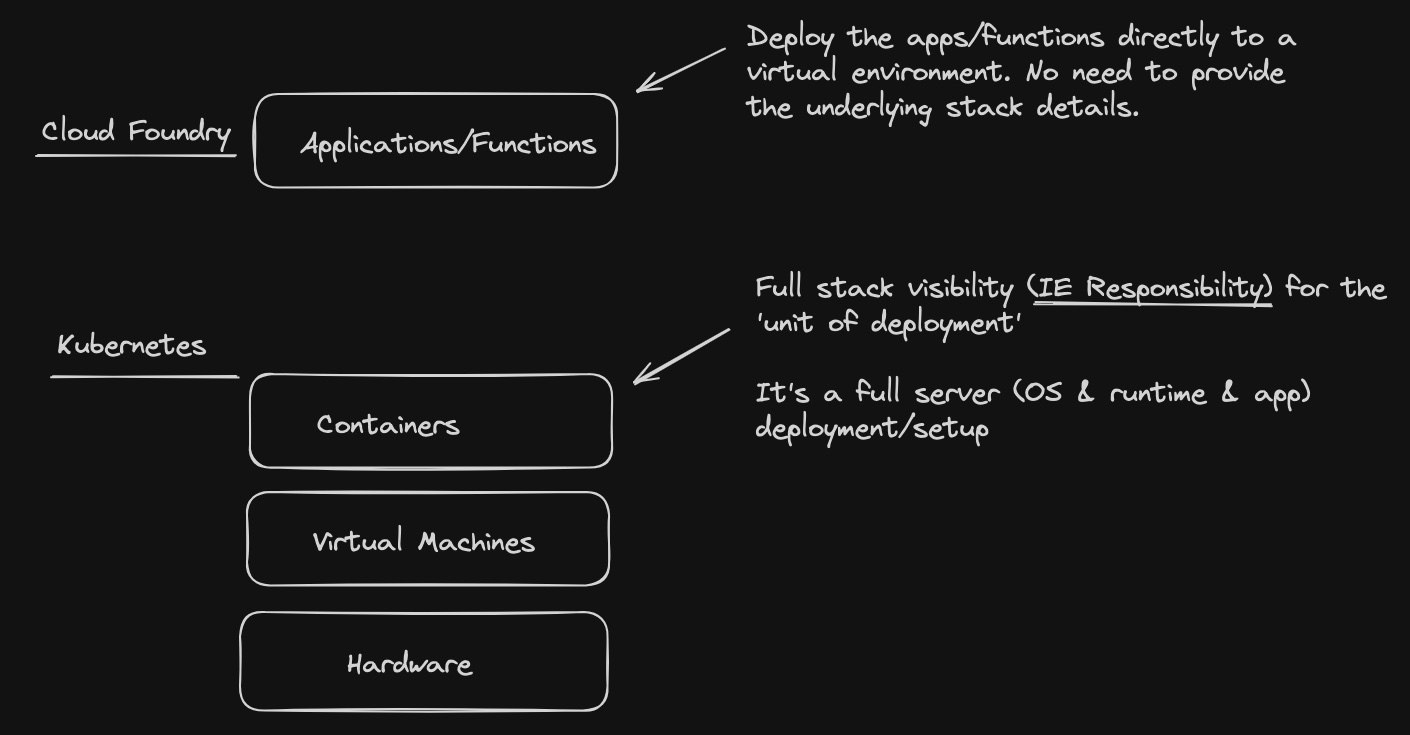 Deploy the apps/functions directly to a
virtual environment. No need to provide
the underlying stack details.
Cloud Foundry
Applications/Functions
Full stack visibility (IE Responsibility) for the
'unit of deployment'
Kubernetes
It's a full server (OS & runtime & app)
deployment/setup
Containers
Virtual Machines
Hardware